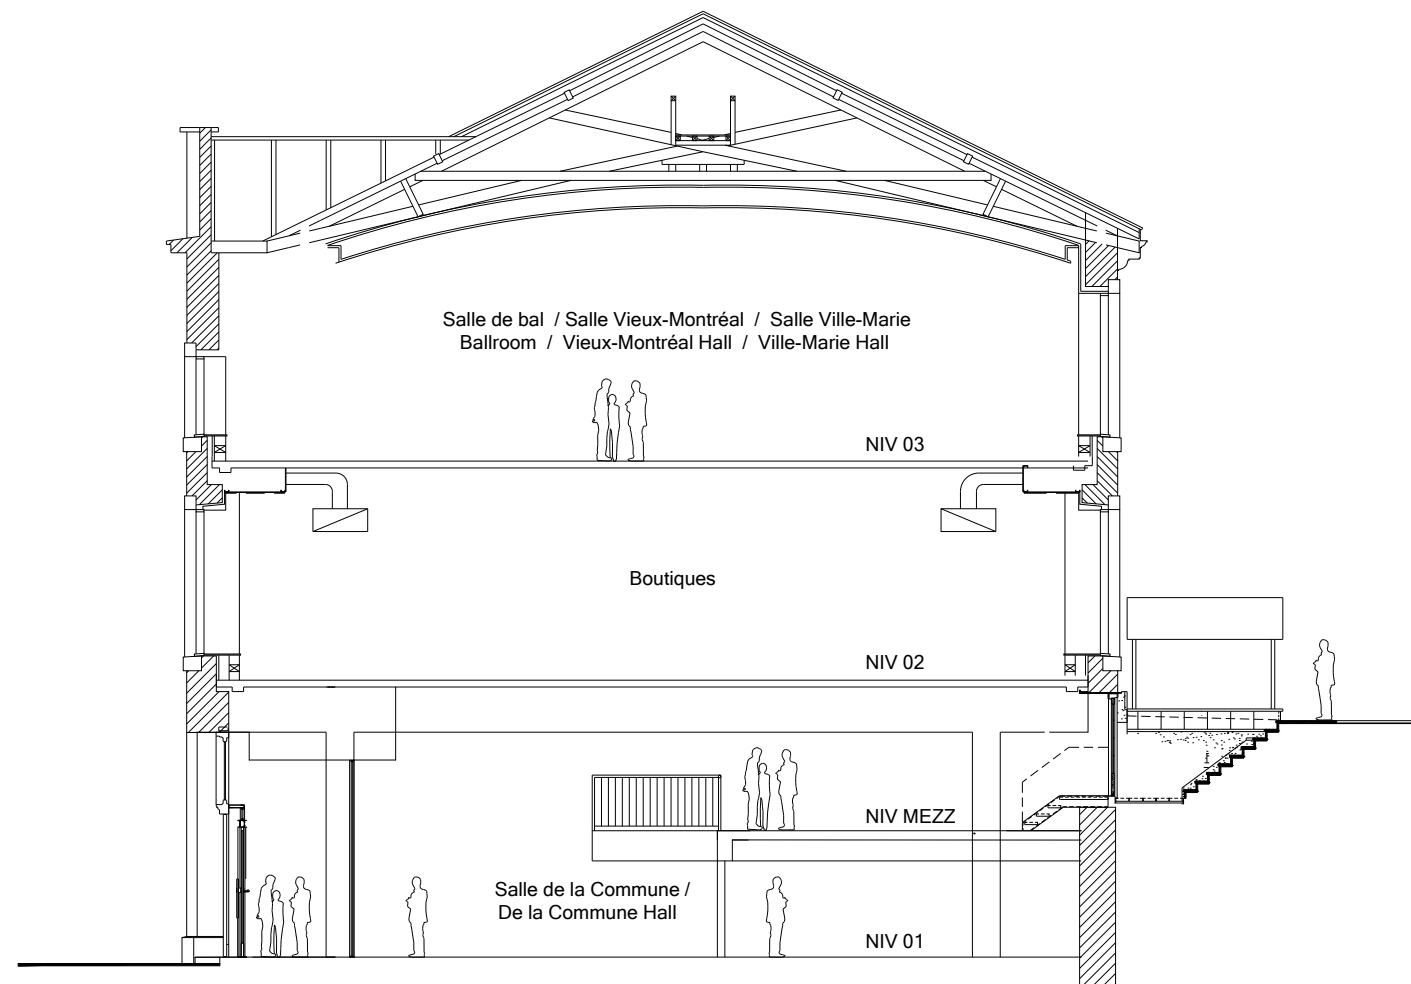 Salle de bal / Salle Vieux-Montréal / Salle Ville-Marie
Ballroom / Vieux-Montréal Hall / Ville-Marie Hall
NIV 03
Boutiques
NIV 02
NIV MEZZ
Salle de la Commune /
De la Commune Hall
NIV 01